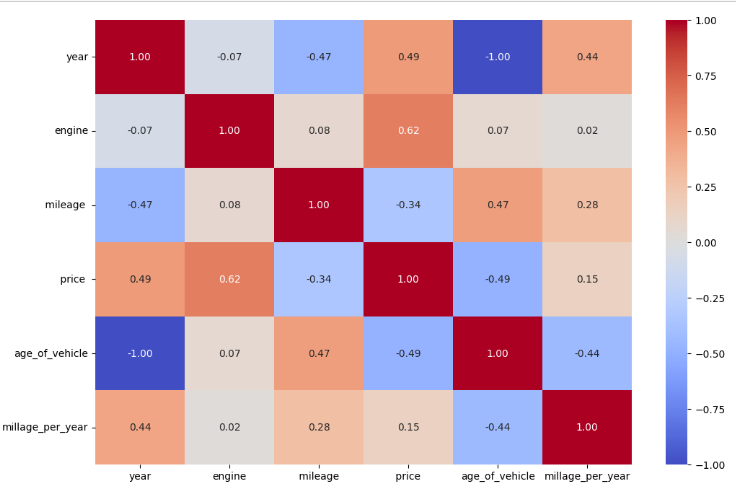 year 1.00 -0.07 -0.47 0.49 -1.00 0.44
engine -0.07 1.00 0.08 0.62 0.07 0.02
mileage -0.47 0.08 1.00 -0.34 0.47 0.28
price 0.49 0.62 -0.34 1.00 -0.49 0.15
age_of_vehicle -1.00 0.07 0.47 -0.49 1.00 -0.44
millage_per_year 0.44 0.02 0.28 0.15 -0.44 1.00
year engine mileage price age_of_vehicle millage_per_year
1.00
0.75
0.50
0.25
0.00
−0.25
−0.50
−0.75
−1.00